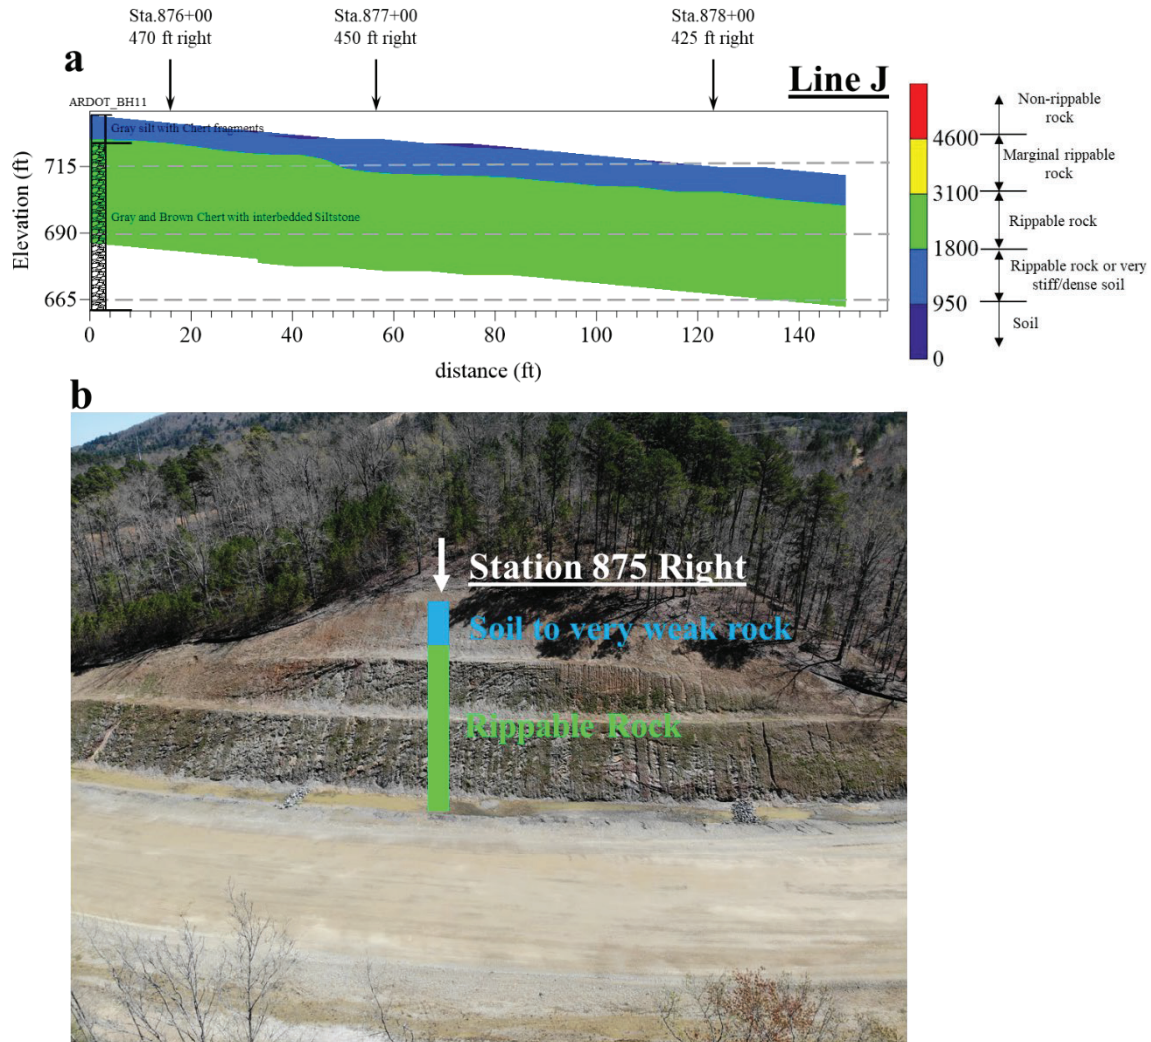 Sta.876+00
470 ft right
Sta.877+00
450 ft right
Sta.878+00
425 ft right
a
Line J
ARDOT_BH11
Gray silt with Chert fragments
Gray and Brown Chert with interbedded Siltstone
Elevation (ft)
715
690
665
0
20
40
60
80
100
120
140
distance (ft)
4600
3100
1800
950
0
Non-rippable
rock
Marginal rippable
rock
Rippable rock
Rippable rock or very
stiff/dense soil
Soil
b
Station 875 Right
Soil to very weak rock
Rippable Rock